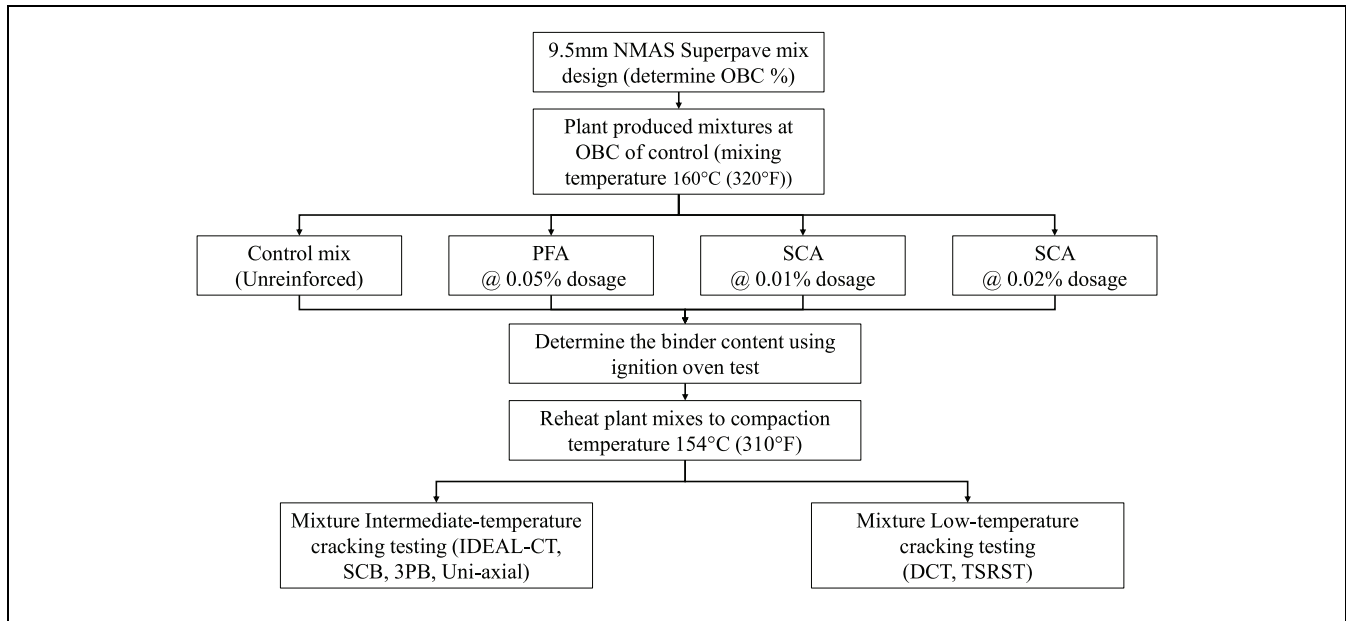 9.5mm NMAS Superpave mix
design (determine OBC %)
Plant produced mixtures at
OBC of control (mixing
temperature 160°C (320°F))
Control mix
(Unreinforced)
PFA
@ 0.05% dosage
SCA
@ 0.01% dosage
SCA
@ 0.02% dosage
Determine the binder content using
ignition oven test
Reheat plant mixes to compaction
temperature 154°C (310°F)
Mixture Intermediate-temperature
cracking testing (IDEAL-CT,
SCB, 3PB, Uni-axial)
Mixture Low-temperature
cracking testing
(DCT, TSRST)